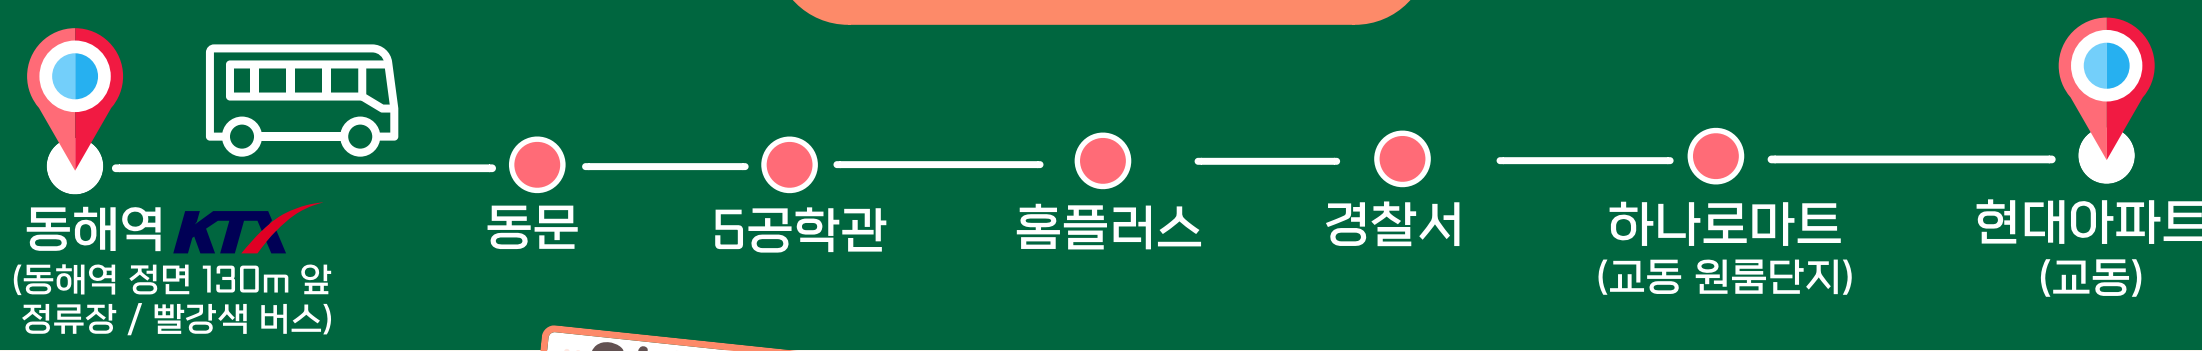 동해역 KTX
(동해역 정면 130m 앞
정류장 / 빨강색 버스)
동문
5공학관
홈플러스
경찰서
하나로마트
(교동 원룸단지)
현대아파트
(교동)